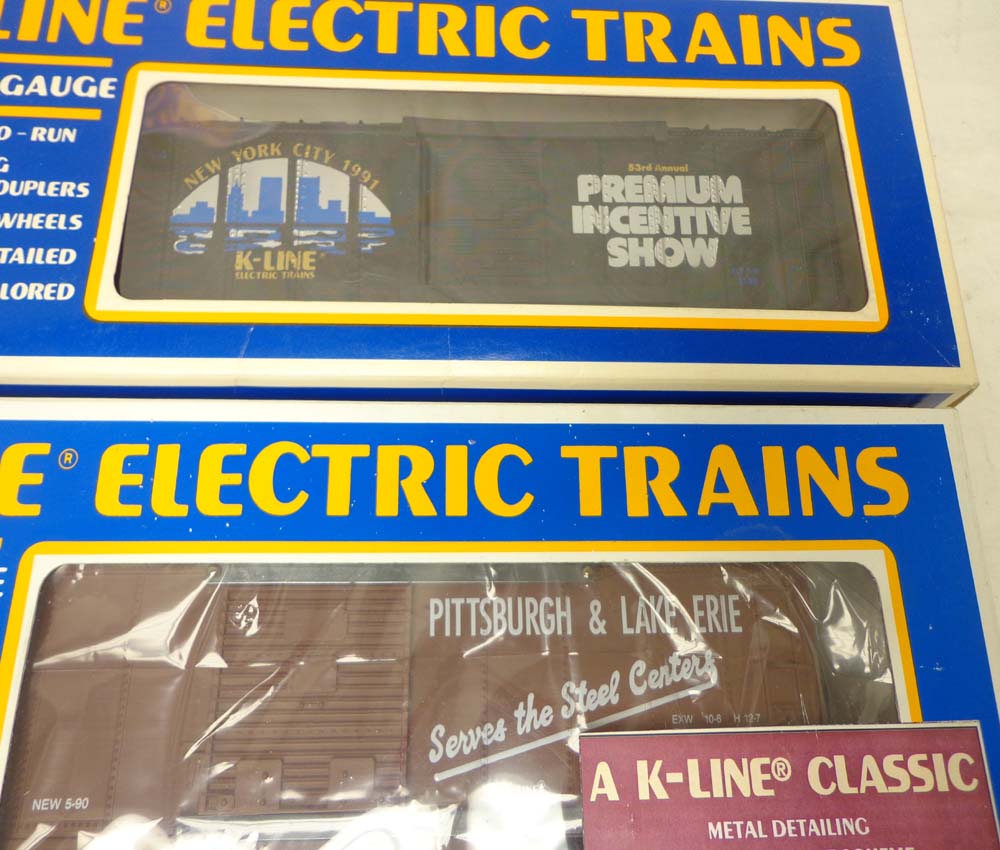 LINE® ELECTRIC TRAINS
GAUGE
O - RUN
G
OUPLERS
WHEELS
TAILED
LORED
NEW YORK CITY 1991
K-LINE®
ELECTRIC TRAINS
53rd Annual
PREMIUM
INCENTIVE
SHOW
E® ELECTRIC TRAINS
PITTSBURGH & LAKE ERIE
Serves the Steel Centers
EXW 10-6 H 12-7
NEW 5-90
A K-LINE® CLASSIC
METAL DETAILING